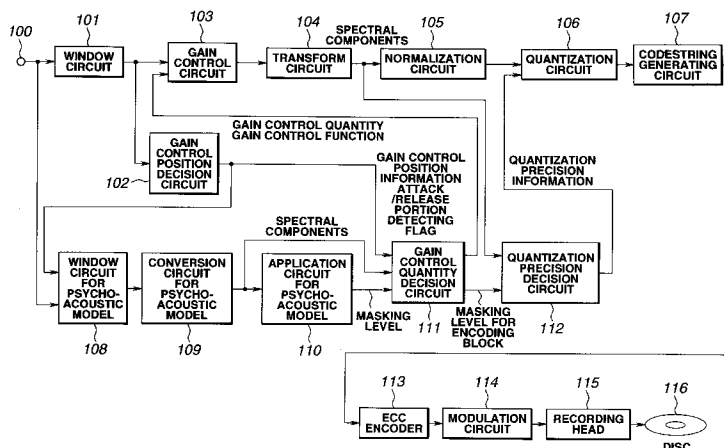 100
101
WINDOW
CIRCUIT
103
GAIN
CONTROL
CIRCUIT
104
TRANSFORM
CIRCUIT
SPECTRAL
COMPONENTS
105
NORMALIZATION
CIRCUIT
106
QUANTIZATION
CIRCUIT
107
CODESTRING
GENERATING
CIRCUIT
GAIN CONTROL QUANTITY
GAIN CONTROL FUNCTION
GAIN
CONTROL
POSITION
DECISION
CIRCUIT
102
GAIN CONTROL
POSITION
INFORMATION
ATTACK
/RELEASE
PORTION
DETECTING
FLAG
QUANTIZATION
PRECISION
INFORMATION
SPECTRAL
COMPONENTS
WINDOW
CIRCUIT
FOR
PSYCHO-
ACOUSTIC
MODEL
108
CONVERSION
CIRCUIT
FOR
PSYCHO-
ACOUSTIC
MODEL
109
APPLICATION
CIRCUIT
FOR
PSYCHO-
ACOUSTIC
MODEL
110
MASKING
LEVEL
GAIN
CONTROL
QUANTITY
DECISION
CIRCUIT
111
MASKING
LEVEL FOR
ENCODING
BLOCK
QUANTIZATION
PRECISION
DECISION
CIRCUIT
112
113
ECC
ENCODER
114
MODULATION
CIRCUIT
115
RECORDING
HEAD
116
DISC